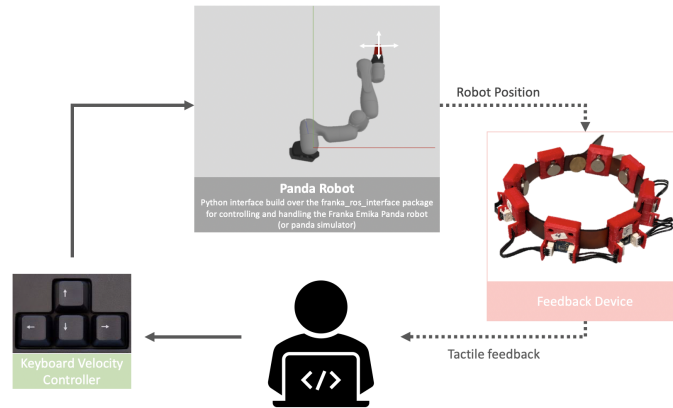 Robot Position
Panda Robot
Python interface build over the franka_ros_interface package
for controlling and handling the Franka Emika Panda robot
(or panda simulator)
Feedback Device
Tactile feedback
Keyboard Velocity
Controller